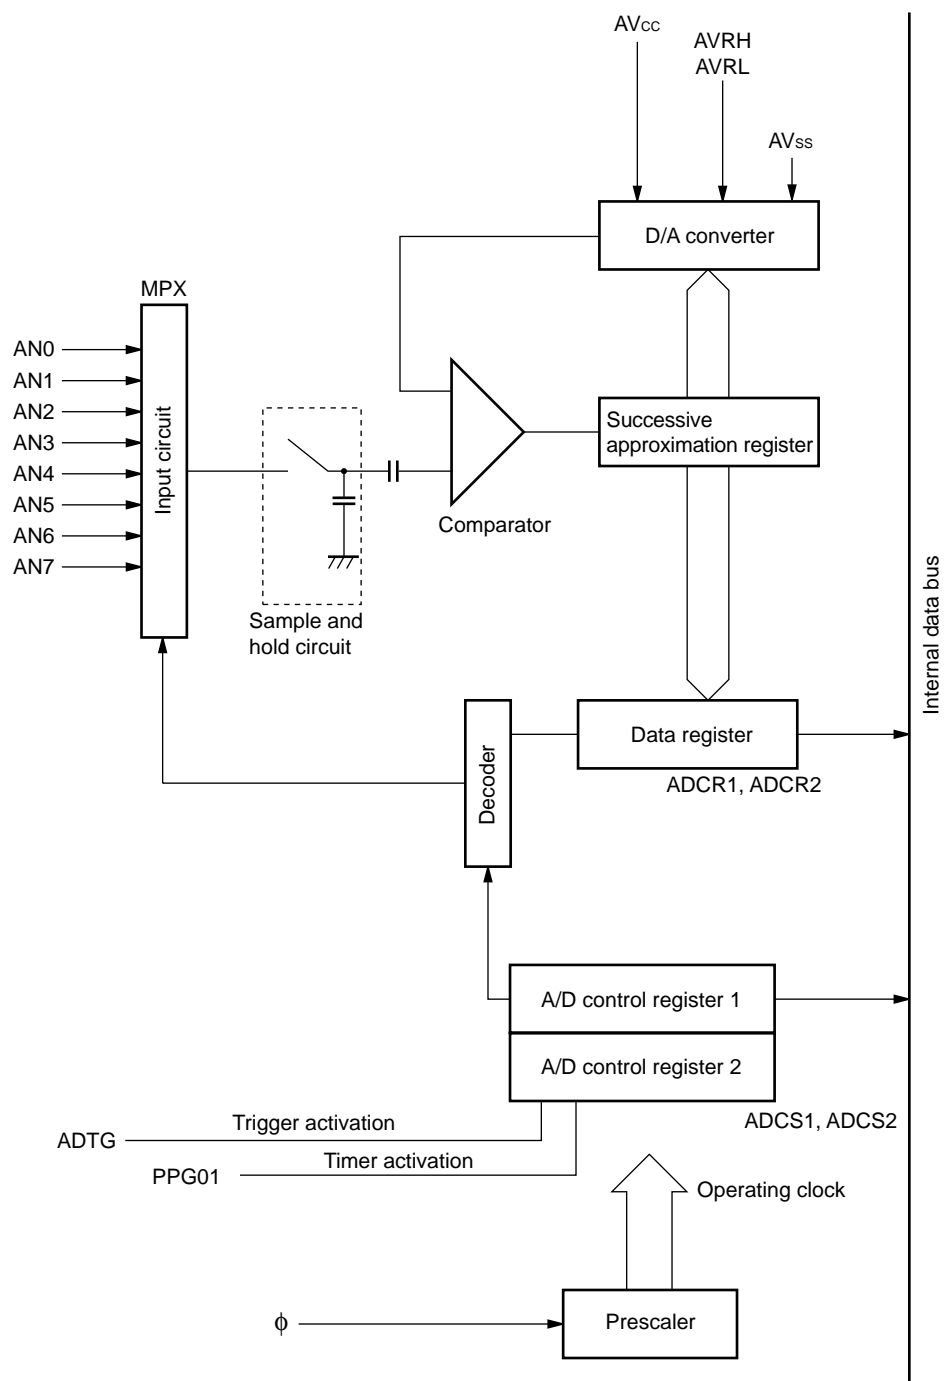 AVCC
AVRH
AVRL
AVSS
D/A converter
MPX
AN0
AN1
AN2
AN3
AN4
AN5
AN6
AN7
Input circuit
Successive
approximation register
Comparator
Sample and
hold circuit
Internal data bus
Decoder
Data register
ADCR1, ADCR2
A/D control register 1
A/D control register 2
ADCS1, ADCS2
Trigger activation
ADTG
Timer activation
PPG01
Operating clock
ϕ
Prescaler